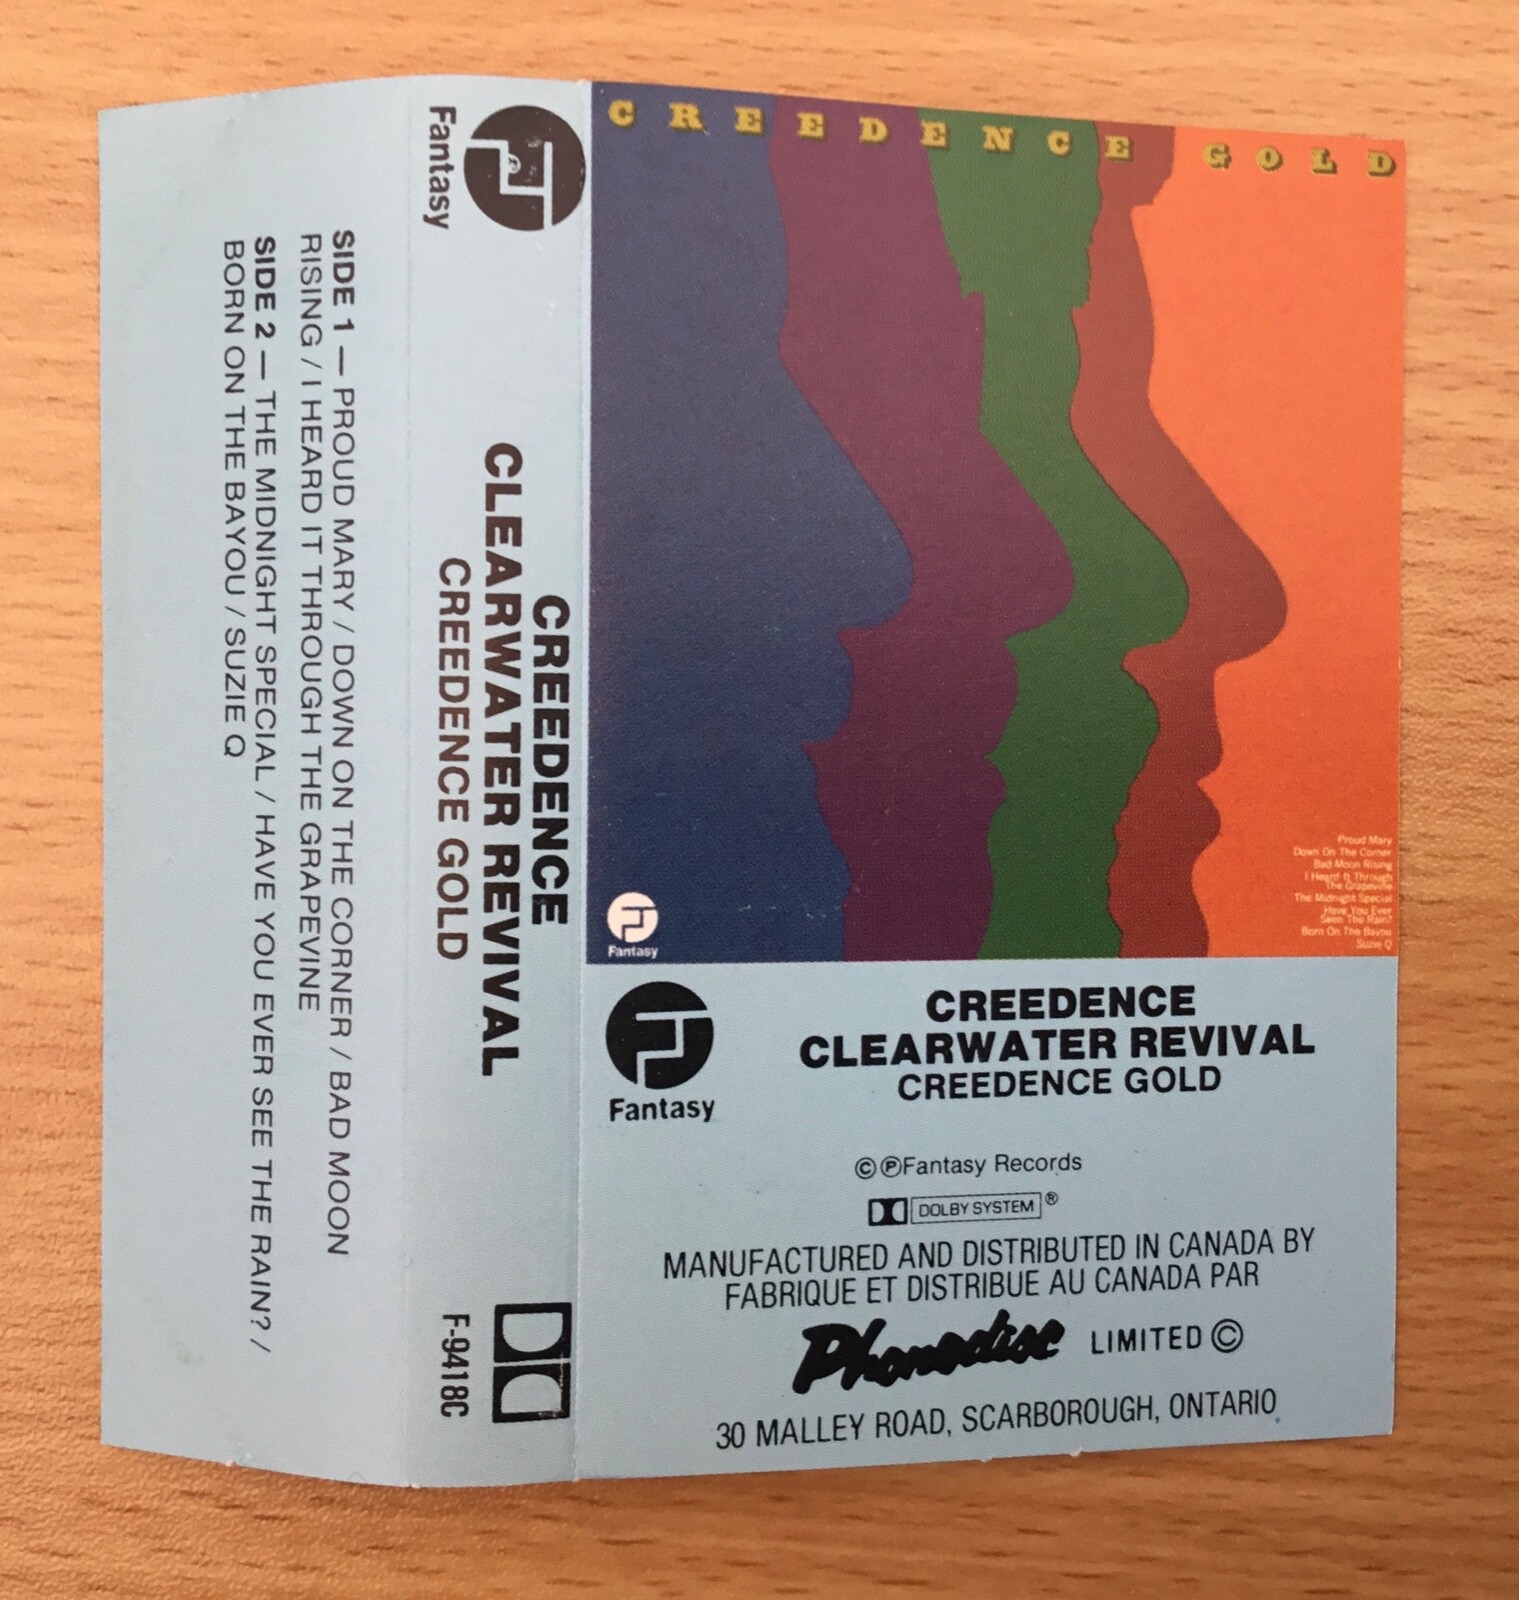 CREEDENCE GOLD
Proud Mary
Down On The Corner
Bad Moon Rising
I Heard It Through
The Grapevine
The Midnight Special
Have You Ever
Seen The Rain?
Born On The Bayou
Suzie Q
Fantasy
Fantasy
CREEDENCE
CLEARWATER REVIVAL
CREEDENCE GOLD
©℗Fantasy Records
DOLBY SYSTEM®
MANUFACTURED AND DISTRIBUTED IN CANADA BY
FABRIQUE ET DISTRIBUE AU CANADA PAR
Phonodisc LIMITED ©
30 MALLEY ROAD, SCARBOROUGH, ONTARIO
Fantasy
CREEDENCE
CLEARWATER REVIVAL
CREEDENCE GOLD
F-9418C
SIDE 1 — PROUD MARY / DOWN ON THE CORNER / BAD MOON
RISING / I HEARD IT THROUGH THE GRAPEVINE
SIDE 2 — THE MIDNIGHT SPECIAL / HAVE YOU EVER SEE THE RAIN? /
BORN ON THE BAYOU / SUZIE Q